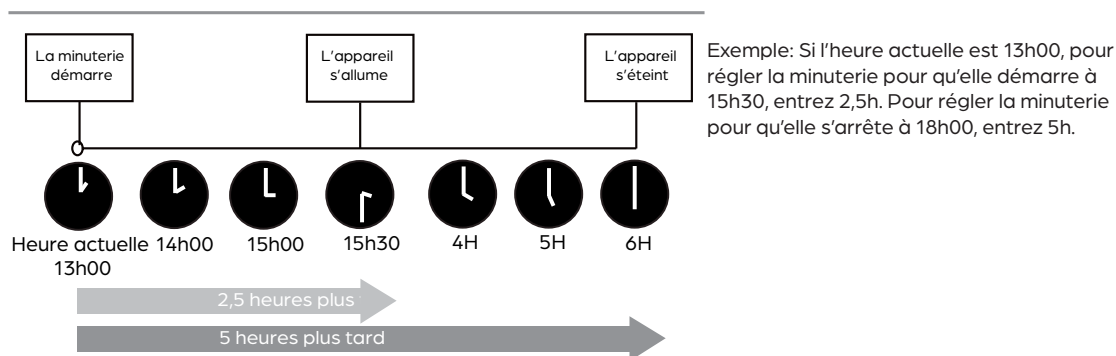 La minuterie
démarre
L'appareil
s'allume
L'appareil
s'éteint
Exemple: Si l'heure actuelle est 13h00, pour
régler la minuterie pour qu'elle démarre à
15h30, entrez 2,5h. Pour régler la minuterie
pour qu'elle s'arrête à 18h00, entrez 5h.
Heure actuelle 14h00 15h00 15h30 4H 5H 6H
13h00
2,5 heures plus
5 heures plus tard